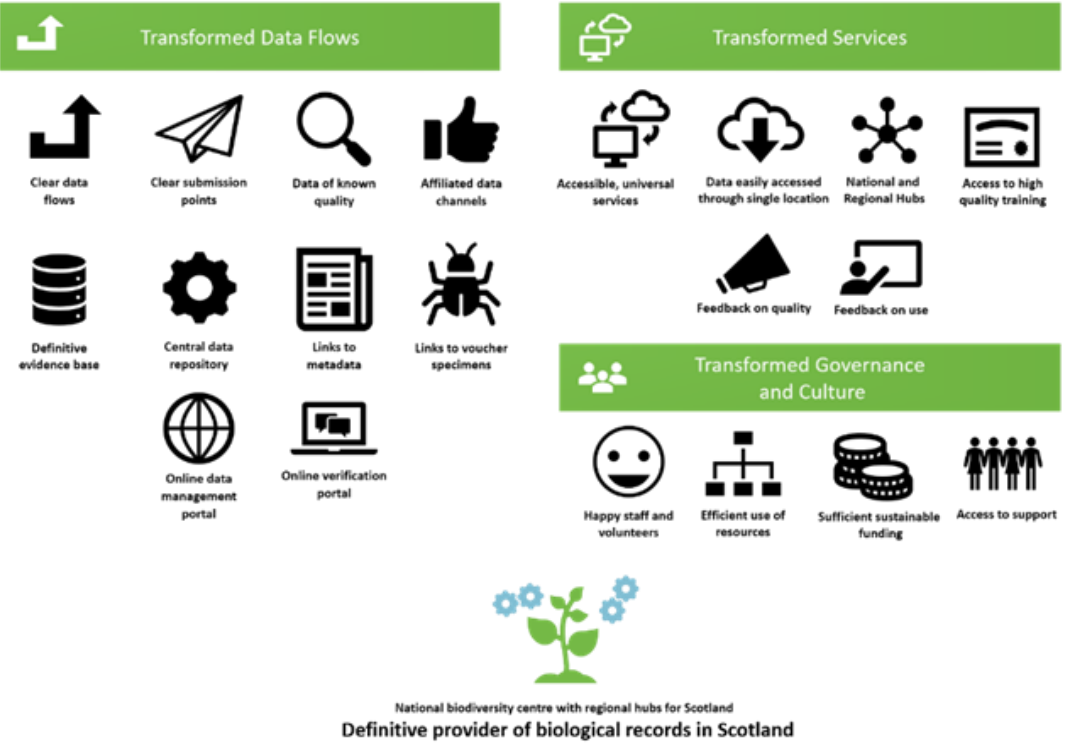 Transformed Data Flows
Clear data
flows
Clear submission
points
Data of known
quality
Affiliated data
channels
Definitive
evidence base
Central data
repository
Links to
metadata
Links to voucher
specimens
Online data
management
portal
Online verification
portal
Transformed Services
Accessible, universal
services
Data easily accessed
through single location
National and
Regional Hubs
Access to high
quality training
Feedback on quality
Feedback on use
Transformed Governance
and Culture
Happy staff and
volunteers
Efficient use of
resources
Sufficient sustainable
funding
Access to support
National biodiversity centre with regional hubs for Scotland
Definitive provider of biological records in Scotland